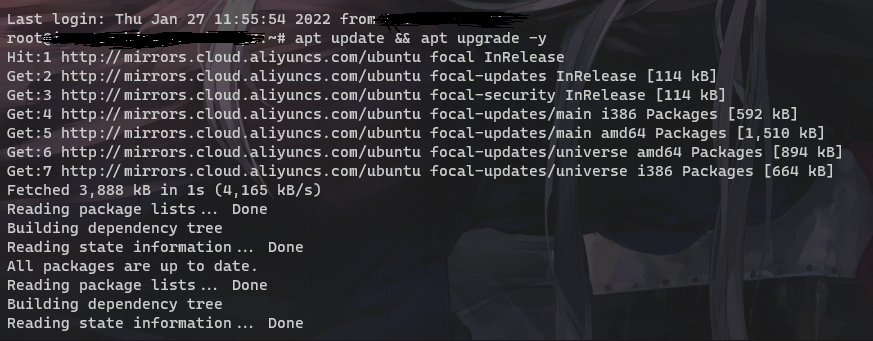 Last login: Thu Jan 27 11:55:54 2022 from
root@:~# apt update && apt upgrade -y
Hit:1 http://mirrors.cloud.aliyuncs.com/ubuntu focal InRelease
Get:2 http://mirrors.cloud.aliyuncs.com/ubuntu focal-updates InRelease [114 kB]
Get:3 http://mirrors.cloud.aliyuncs.com/ubuntu focal-security InRelease [114 kB]
Get:4 http://mirrors.cloud.aliyuncs.com/ubuntu focal-updates/main i386 Packages [592 kB]
Get:5 http://mirrors.cloud.aliyuncs.com/ubuntu focal-updates/main amd64 Packages [1,510 kB]
Get:6 http://mirrors.cloud.aliyuncs.com/ubuntu focal-updates/universe amd64 Packages [894 kB]
Get:7 http://mirrors.cloud.aliyuncs.com/ubuntu focal-updates/universe i386 Packages [664 kB]
Fetched 3,888 kB in 1s (4,165 kB/s)
Reading package lists... Done
Building dependency tree
Reading state information... Done
All packages are up to date.
Reading package lists... Done
Building dependency tree
Reading state information... Done